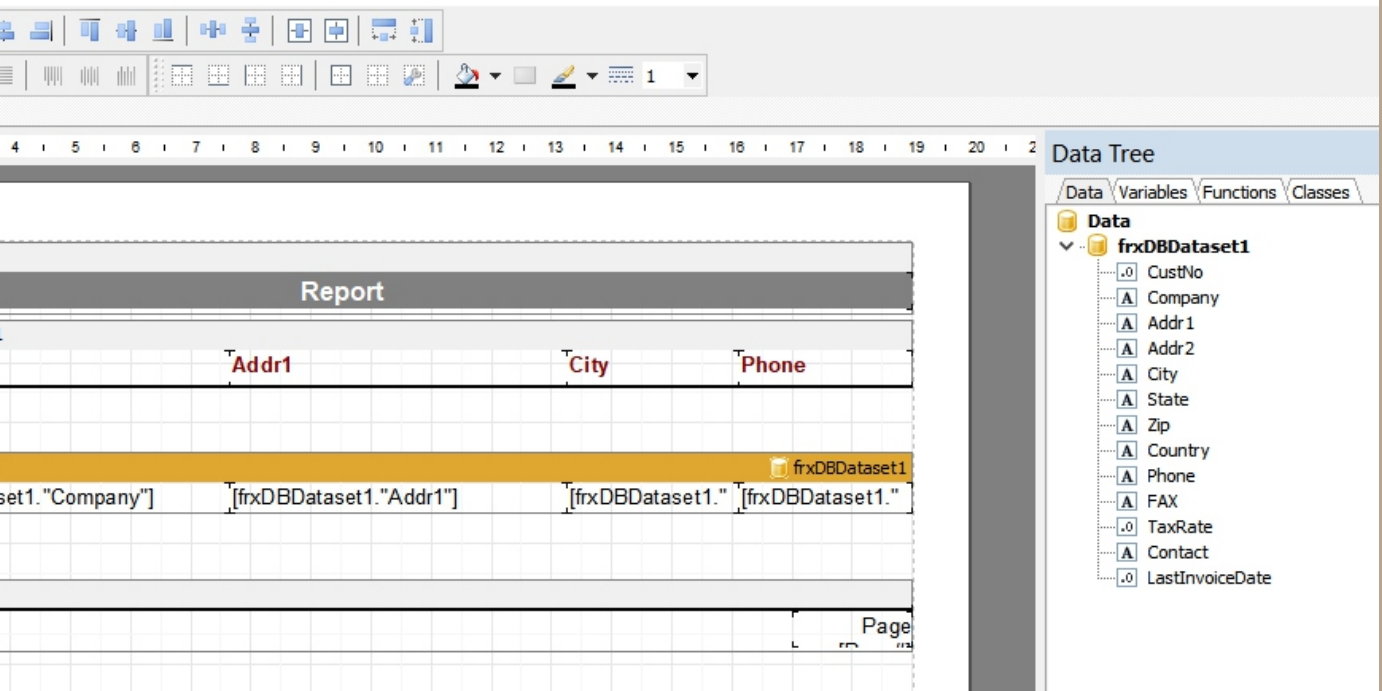 1
4 5 6 7 8 9 10 11 12 13 14 15 16 17 18 19 20 2
Data Tree
Data Variables Functions Classes
Data
frxDBDataset1
CustNo
Company
Addr1
Addr2
City
State
Zip
Country
Phone
FAX
TaxRate
Contact
LastInvoiceDate
Report
Addr1 City Phone
frxDBDataset1
set1."Company"] [frxDBDataset1."Addr1"] [frxDBDataset1." [frxDBDataset1."
Page